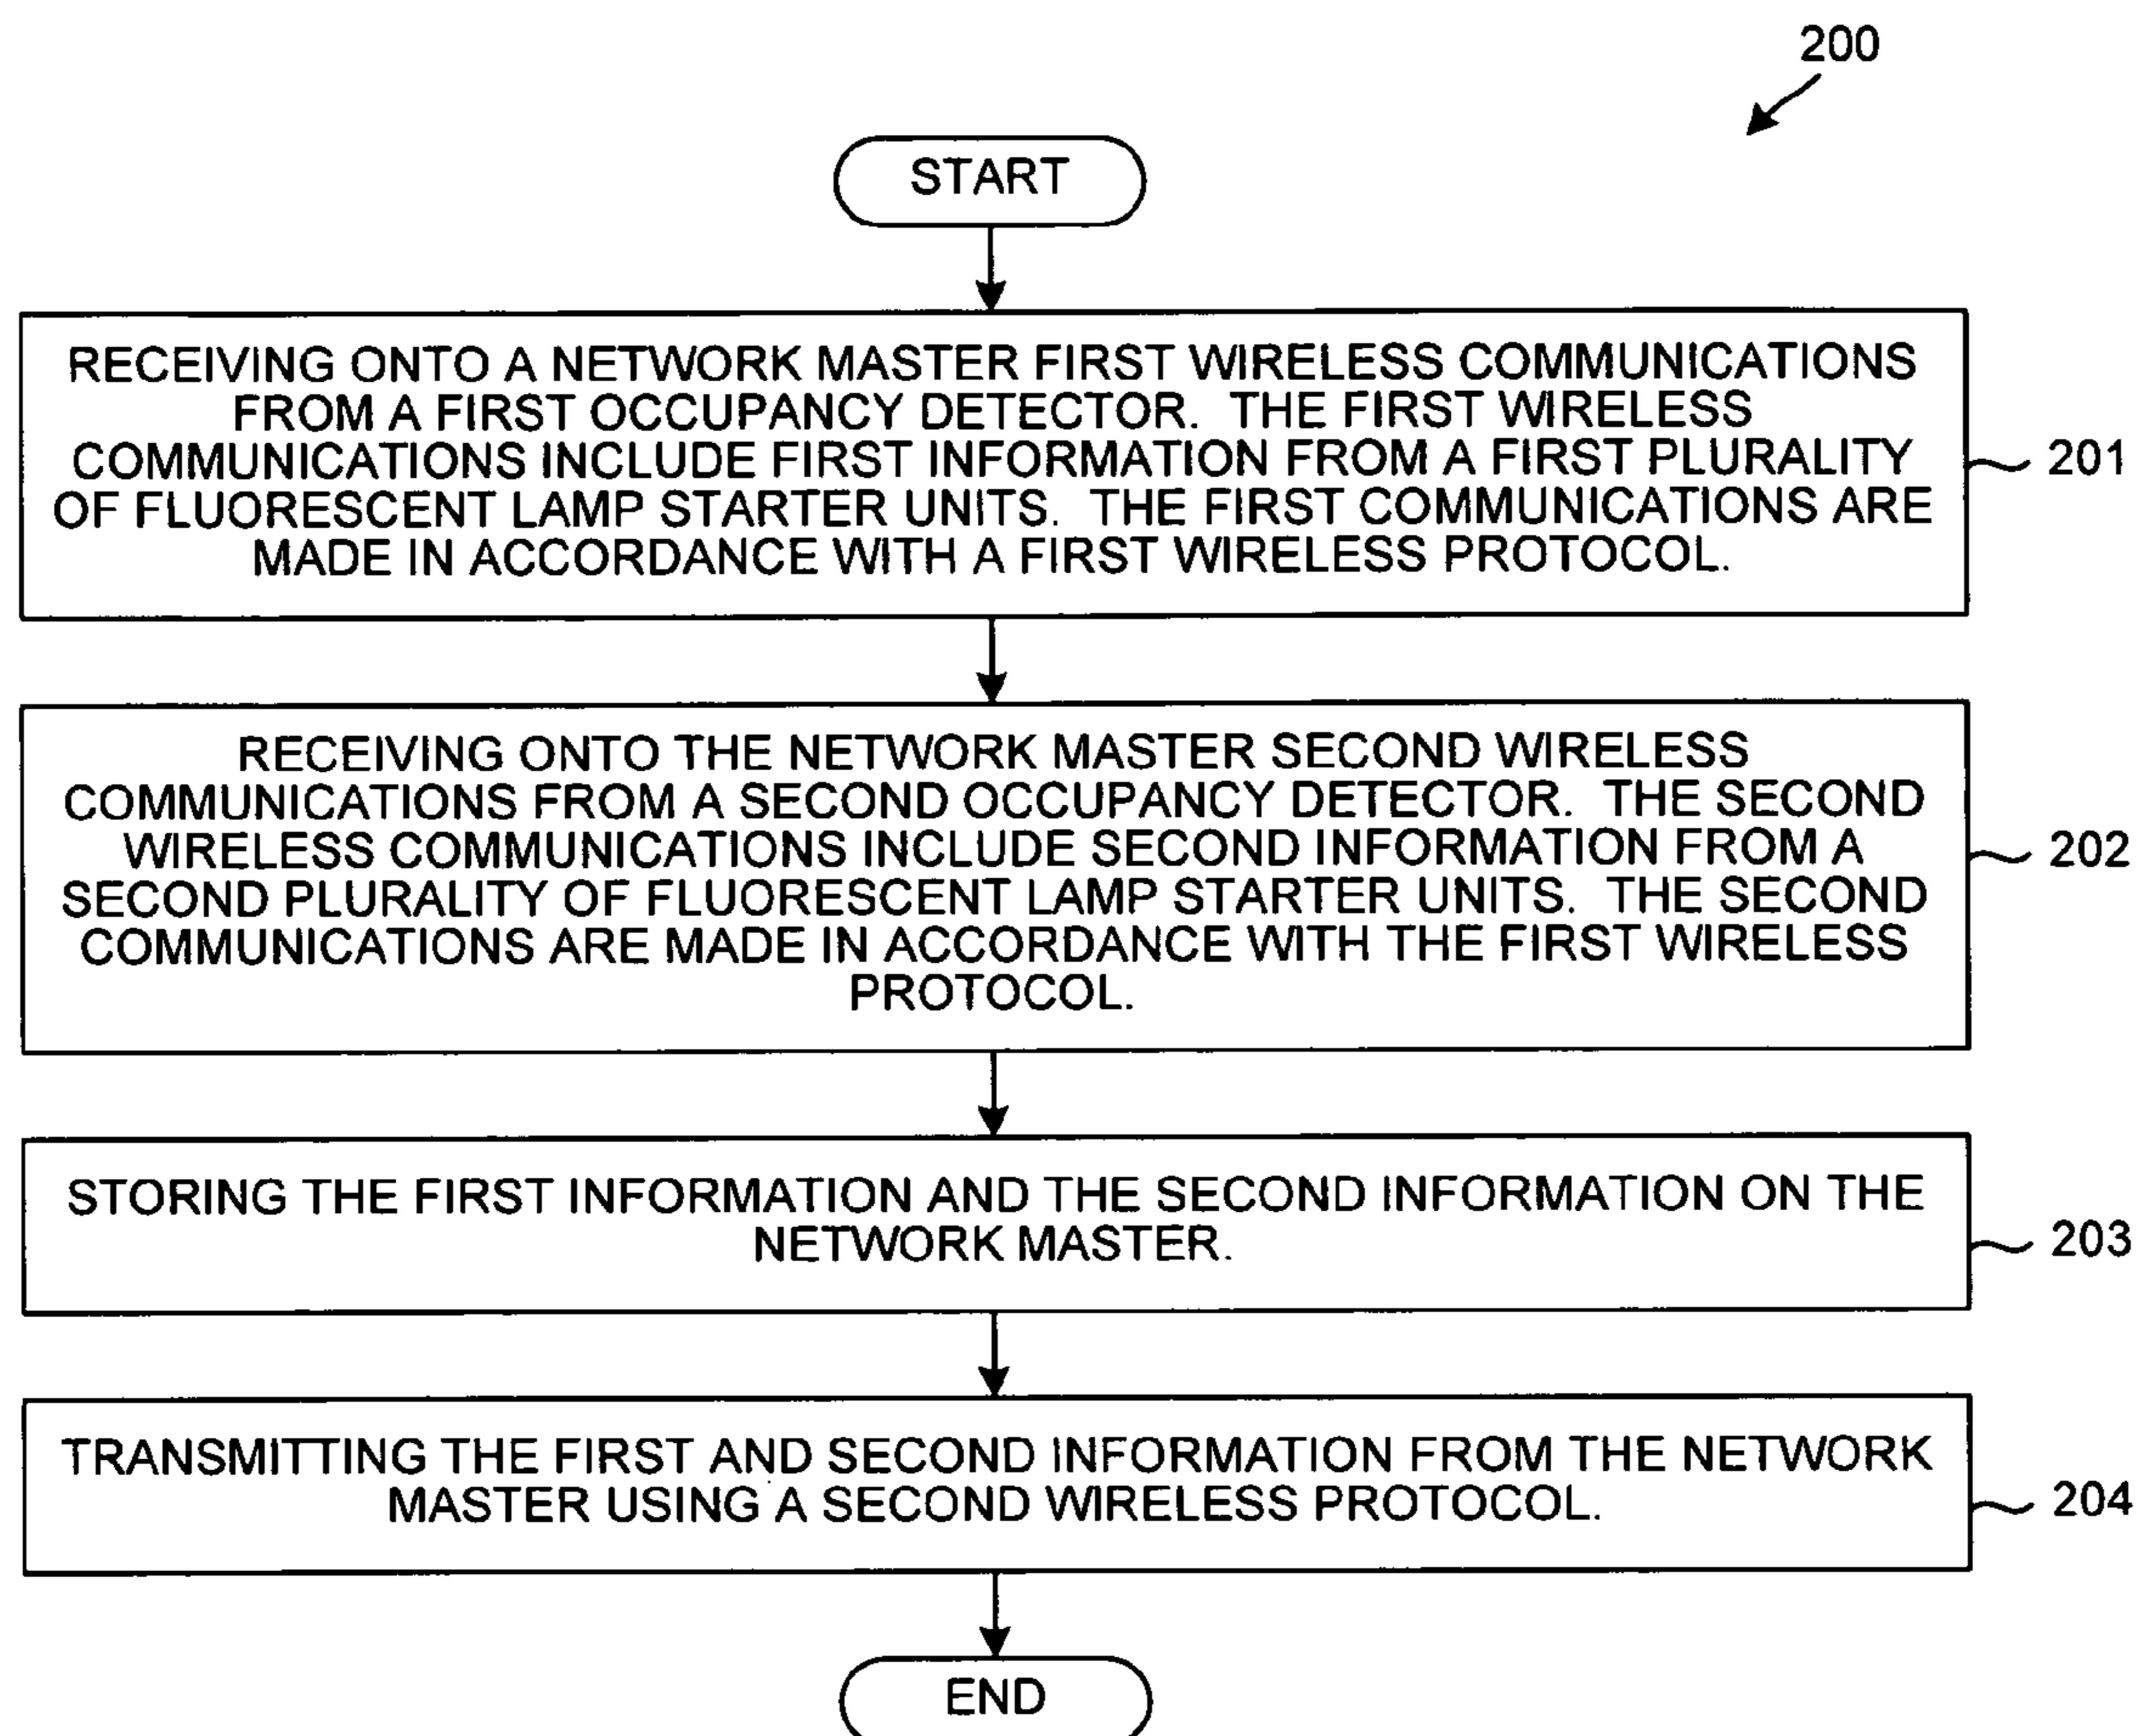 200
START
RECEIVING ONTO A NETWORK MASTER FIRST WIRELESS COMMUNICATIONS
FROM A FIRST OCCUPANCY DETECTOR. THE FIRST WIRELESS
COMMUNICATIONS INCLUDE FIRST INFORMATION FROM A FIRST PLURALITY
OF FLUORESCENT LAMP STARTER UNITS. THE FIRST COMMUNICATIONS ARE
MADE IN ACCORDANCE WITH A FIRST WIRELESS PROTOCOL.
201
RECEIVING ONTO THE NETWORK MASTER SECOND WIRELESS
COMMUNICATIONS FROM A SECOND OCCUPANCY DETECTOR. THE SECOND
WIRELESS COMMUNICATIONS INCLUDE SECOND INFORMATION FROM A
SECOND PLURALITY OF FLUORESCENT LAMP STARTER UNITS. THE SECOND
COMMUNICATIONS ARE MADE IN ACCORDANCE WITH THE FIRST WIRELESS
PROTOCOL.
202
STORING THE FIRST INFORMATION AND THE SECOND INFORMATION ON THE
NETWORK MASTER.
203
TRANSMITTING THE FIRST AND SECOND INFORMATION FROM THE NETWORK
MASTER USING A SECOND WIRELESS PROTOCOL.
204
END